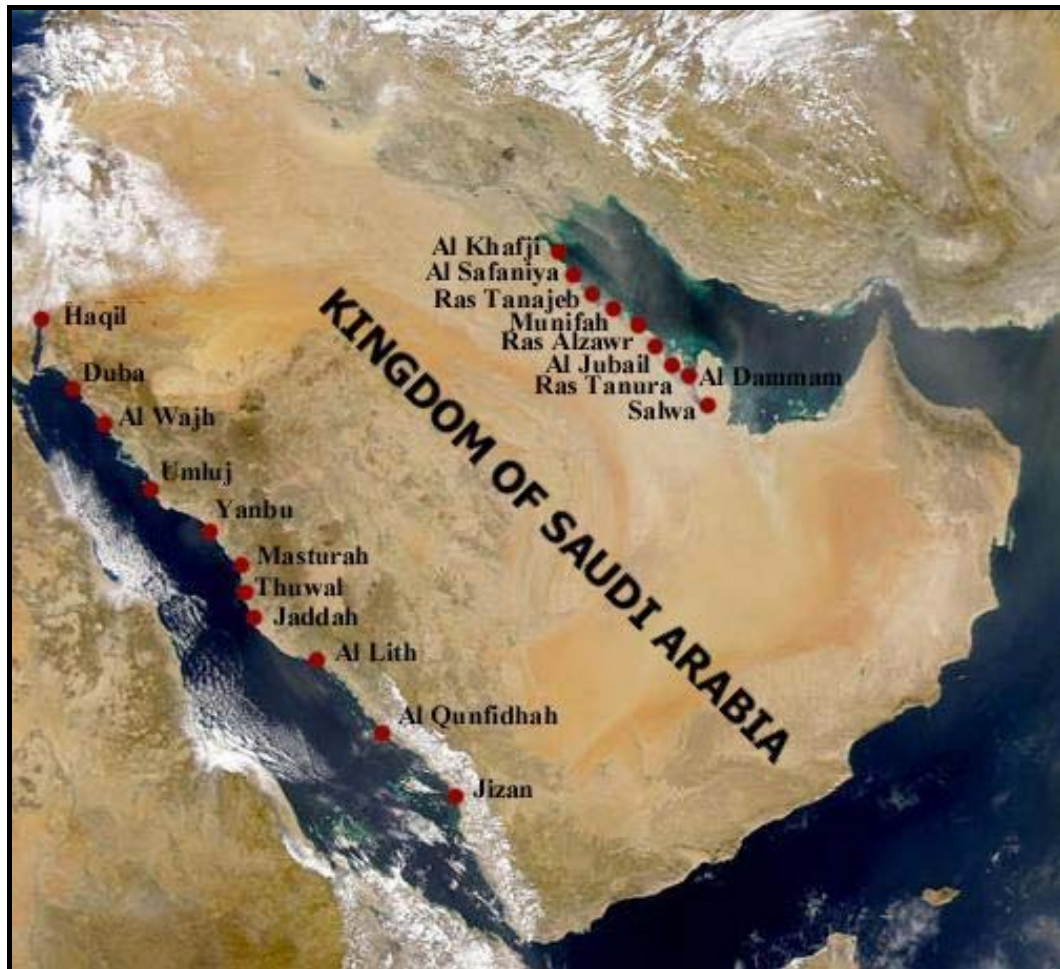 Al Khafji
Al Safaniya
Ras Tanajeb
Munifah
Ras Alzawr
Al Jubail
Ras Tanura
Al Dammam
Salwa
Haqil
Duba
Al Wajh
Umluj
Yanbu
Masturah
Thuwal
Jaddah
Al Lith
Al Qunfidhah
Jizan
KINGDOM OF SAUDI ARABIA